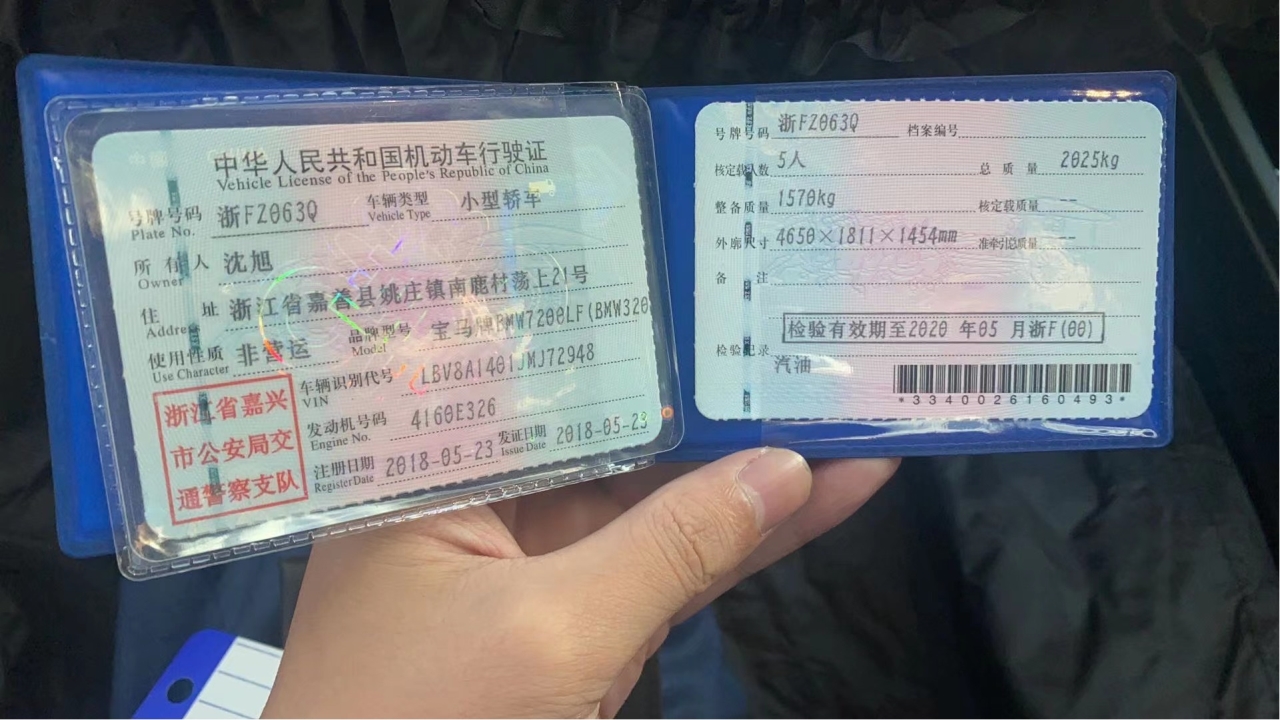 中华人民共和国机动车行驶证
Vehicle License of the People's Republic of China
号牌号码 浙FZ063Q 车辆类型 小型轿车
Plate No. Vehicle Type
所有人 沈旭
Owner
住址 浙江省嘉善县姚庄镇南鹿村荡上21号
Address
使用性质 非营运 品牌型号 宝马牌BMW7200LF(BMW320
Use Character Model
浙江省嘉兴
市公安局交
通警察支队
车辆识别代号 LBV8A1401JMJ72948
VIN
发动机号码 4160E326
Engine No.
注册日期 2018-05-23 发证日期 2018-05-23
Register Date Issue Date
号牌号码 浙FZ063Q 档案编号
核定载人数 5人 总质量 2025kg
整备质量 1570kg 核定载质量 --
外廓尺寸 4650×1811×1454mm 准牵引总质量 --
备注
检验有效期至2020 年05 月浙F(00)
检验记录
汽油
*3340026160493*